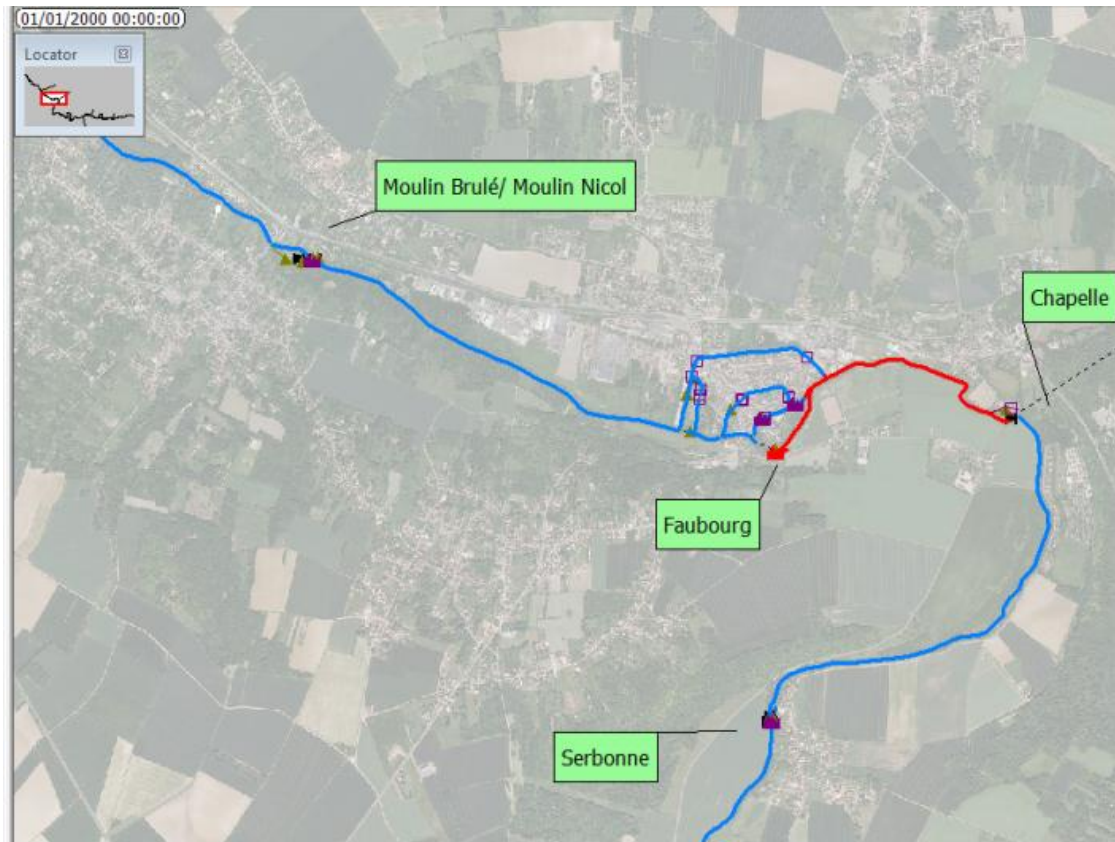 01/01/2000 00:00:00
Locator
Moulin Brulé/ Moulin Nicol
Chapelle
Faubourg
Serbonne